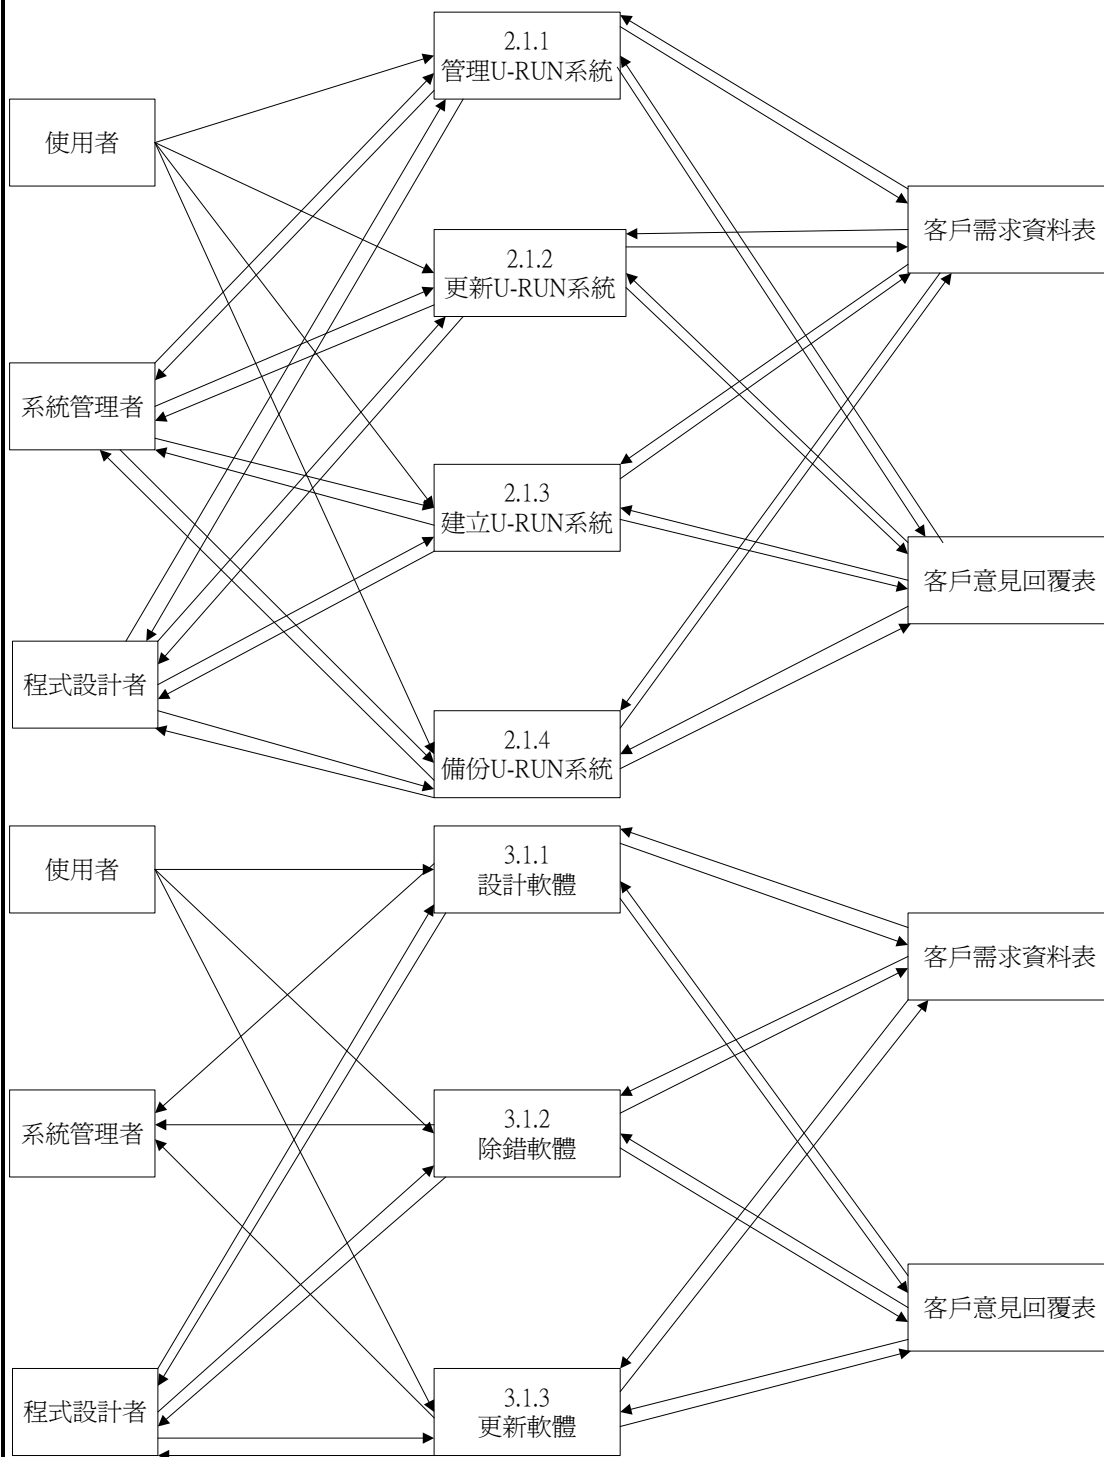 2.1.1
管理U-RUN系統
使用者
客戶需求資料表
2.1.2
更新U-RUN系統
系統管理者
2.1.3
建立U-RUN系統
客戶意見回覆表
程式設計者
2.1.4
備份U-RUN系統
使用者
3.1.1
設計軟體
客戶需求資料表
系統管理者
3.1.2
除錯軟體
客戶意見回覆表
程式設計者
3.1.3
更新軟體